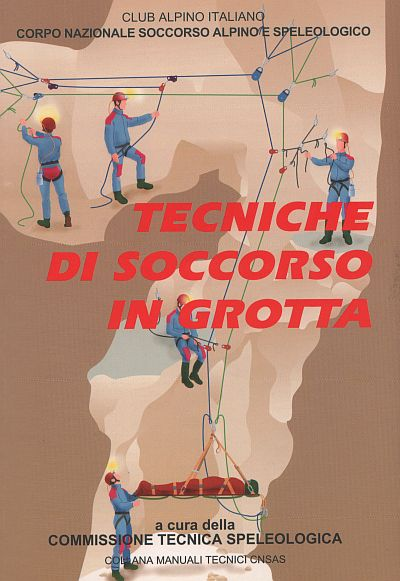 CLUB ALPINO ITALIANO
CORPO NAZIONALE SOCCORSO ALPINO E SPELEOLOGICO
TECNICHE
DI SOCCORSO
IN GROTTA
a cura della
COMMISSIONE TECNICA SPELEOLOGICA
COLLANA MANUALI TECNICI CNSAS